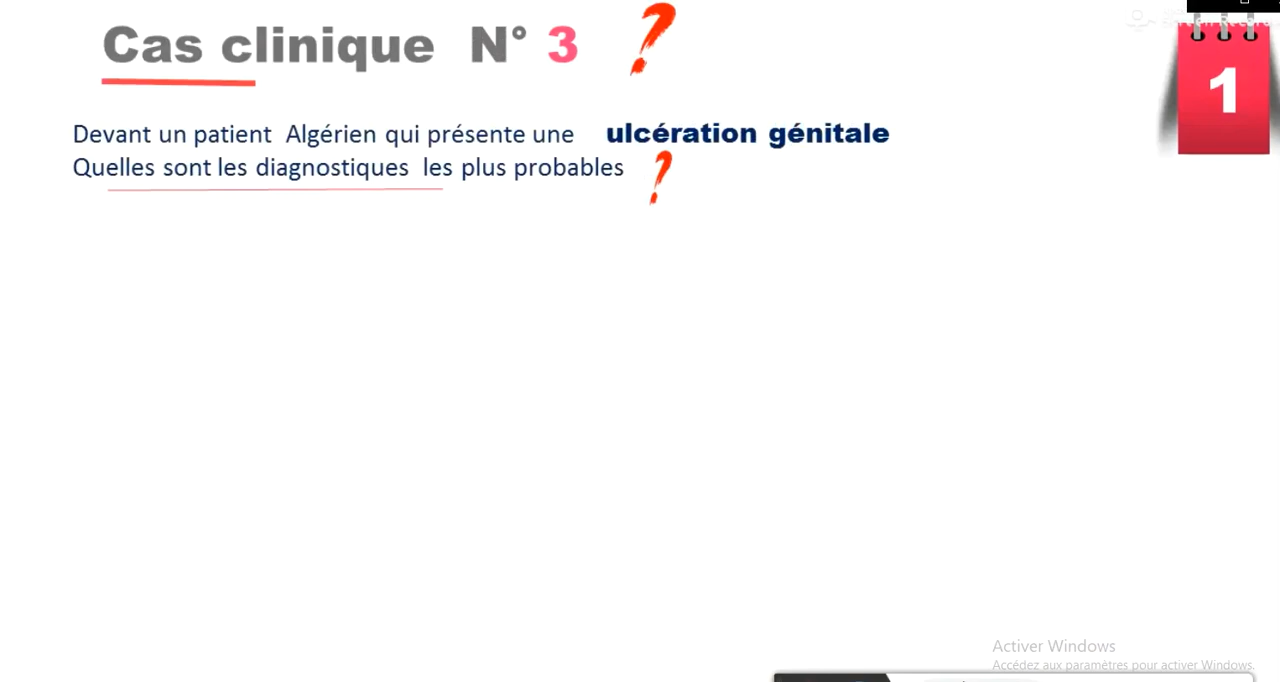 Cas clinique N° 3 ?
1
Devant un patient Algérien qui présente une ulcération génitale
Quelles sont les diagnostiques les plus probables ?
Activer Windows
Accédez aux paramètres pour activer Windows.